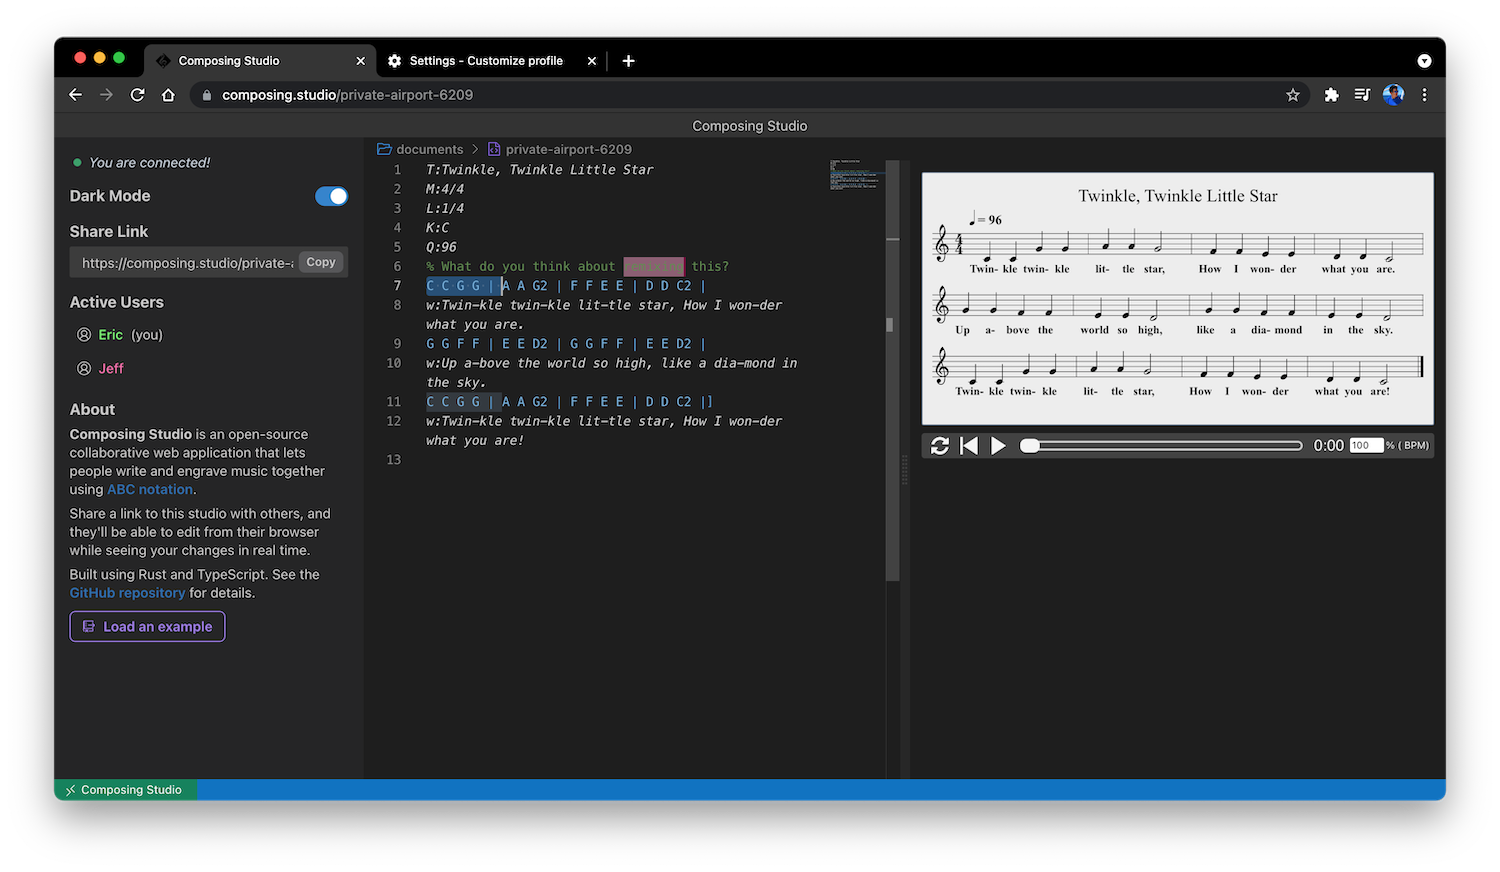 Composing Studio
Settings - Customize profile
composing.studio/private-airport-6209
Composing Studio
You are connected!
Dark Mode
Share Link
https://composing.studio/private-a
Copy
Active Users
Eric (you)
Jeff
About
Composing Studio is an open-source
collaborative web application that lets
people write and engrave music together
using ABC notation.
Share a link to this studio with others, and
they'll be able to edit from their browser
while seeing your changes in real time.
Built using Rust and TypeScript. See the
GitHub repository for details.
Load an example
documents > private-airport-6209
1 T:Twinkle, Twinkle Little Star
2 M:4/4
3 L:1/4
4 K:C
5 Q:96
6 % What do you think about this?
7 C C G G | A A G2 | F F E E | D D C2 |
8 w:Twin-kle twin-kle lit-tle star, How I won-der
what you are.
9 G G F F | E E D2 | G G F F | E E D2 |
10 w:Up a-bove the world so high, like a dia-mond in
the sky.
11 C C G G | A A G2 | F F E E | D D C2 |]
12 w:Twin-kle twin-kle lit-tle star, How I won-der
what you are!
13
Twinkle, Twinkle Little Star
= 96
4
4
Twin- kle twin- kle lit- tle star, How I won- der what you are.
Up a- bove the world so high, like a dia- mond in the sky.
Twin- kle twin- kle lit- tle star, How I won- der what you are!
0:00 100 % ( BPM)
Composing Studio